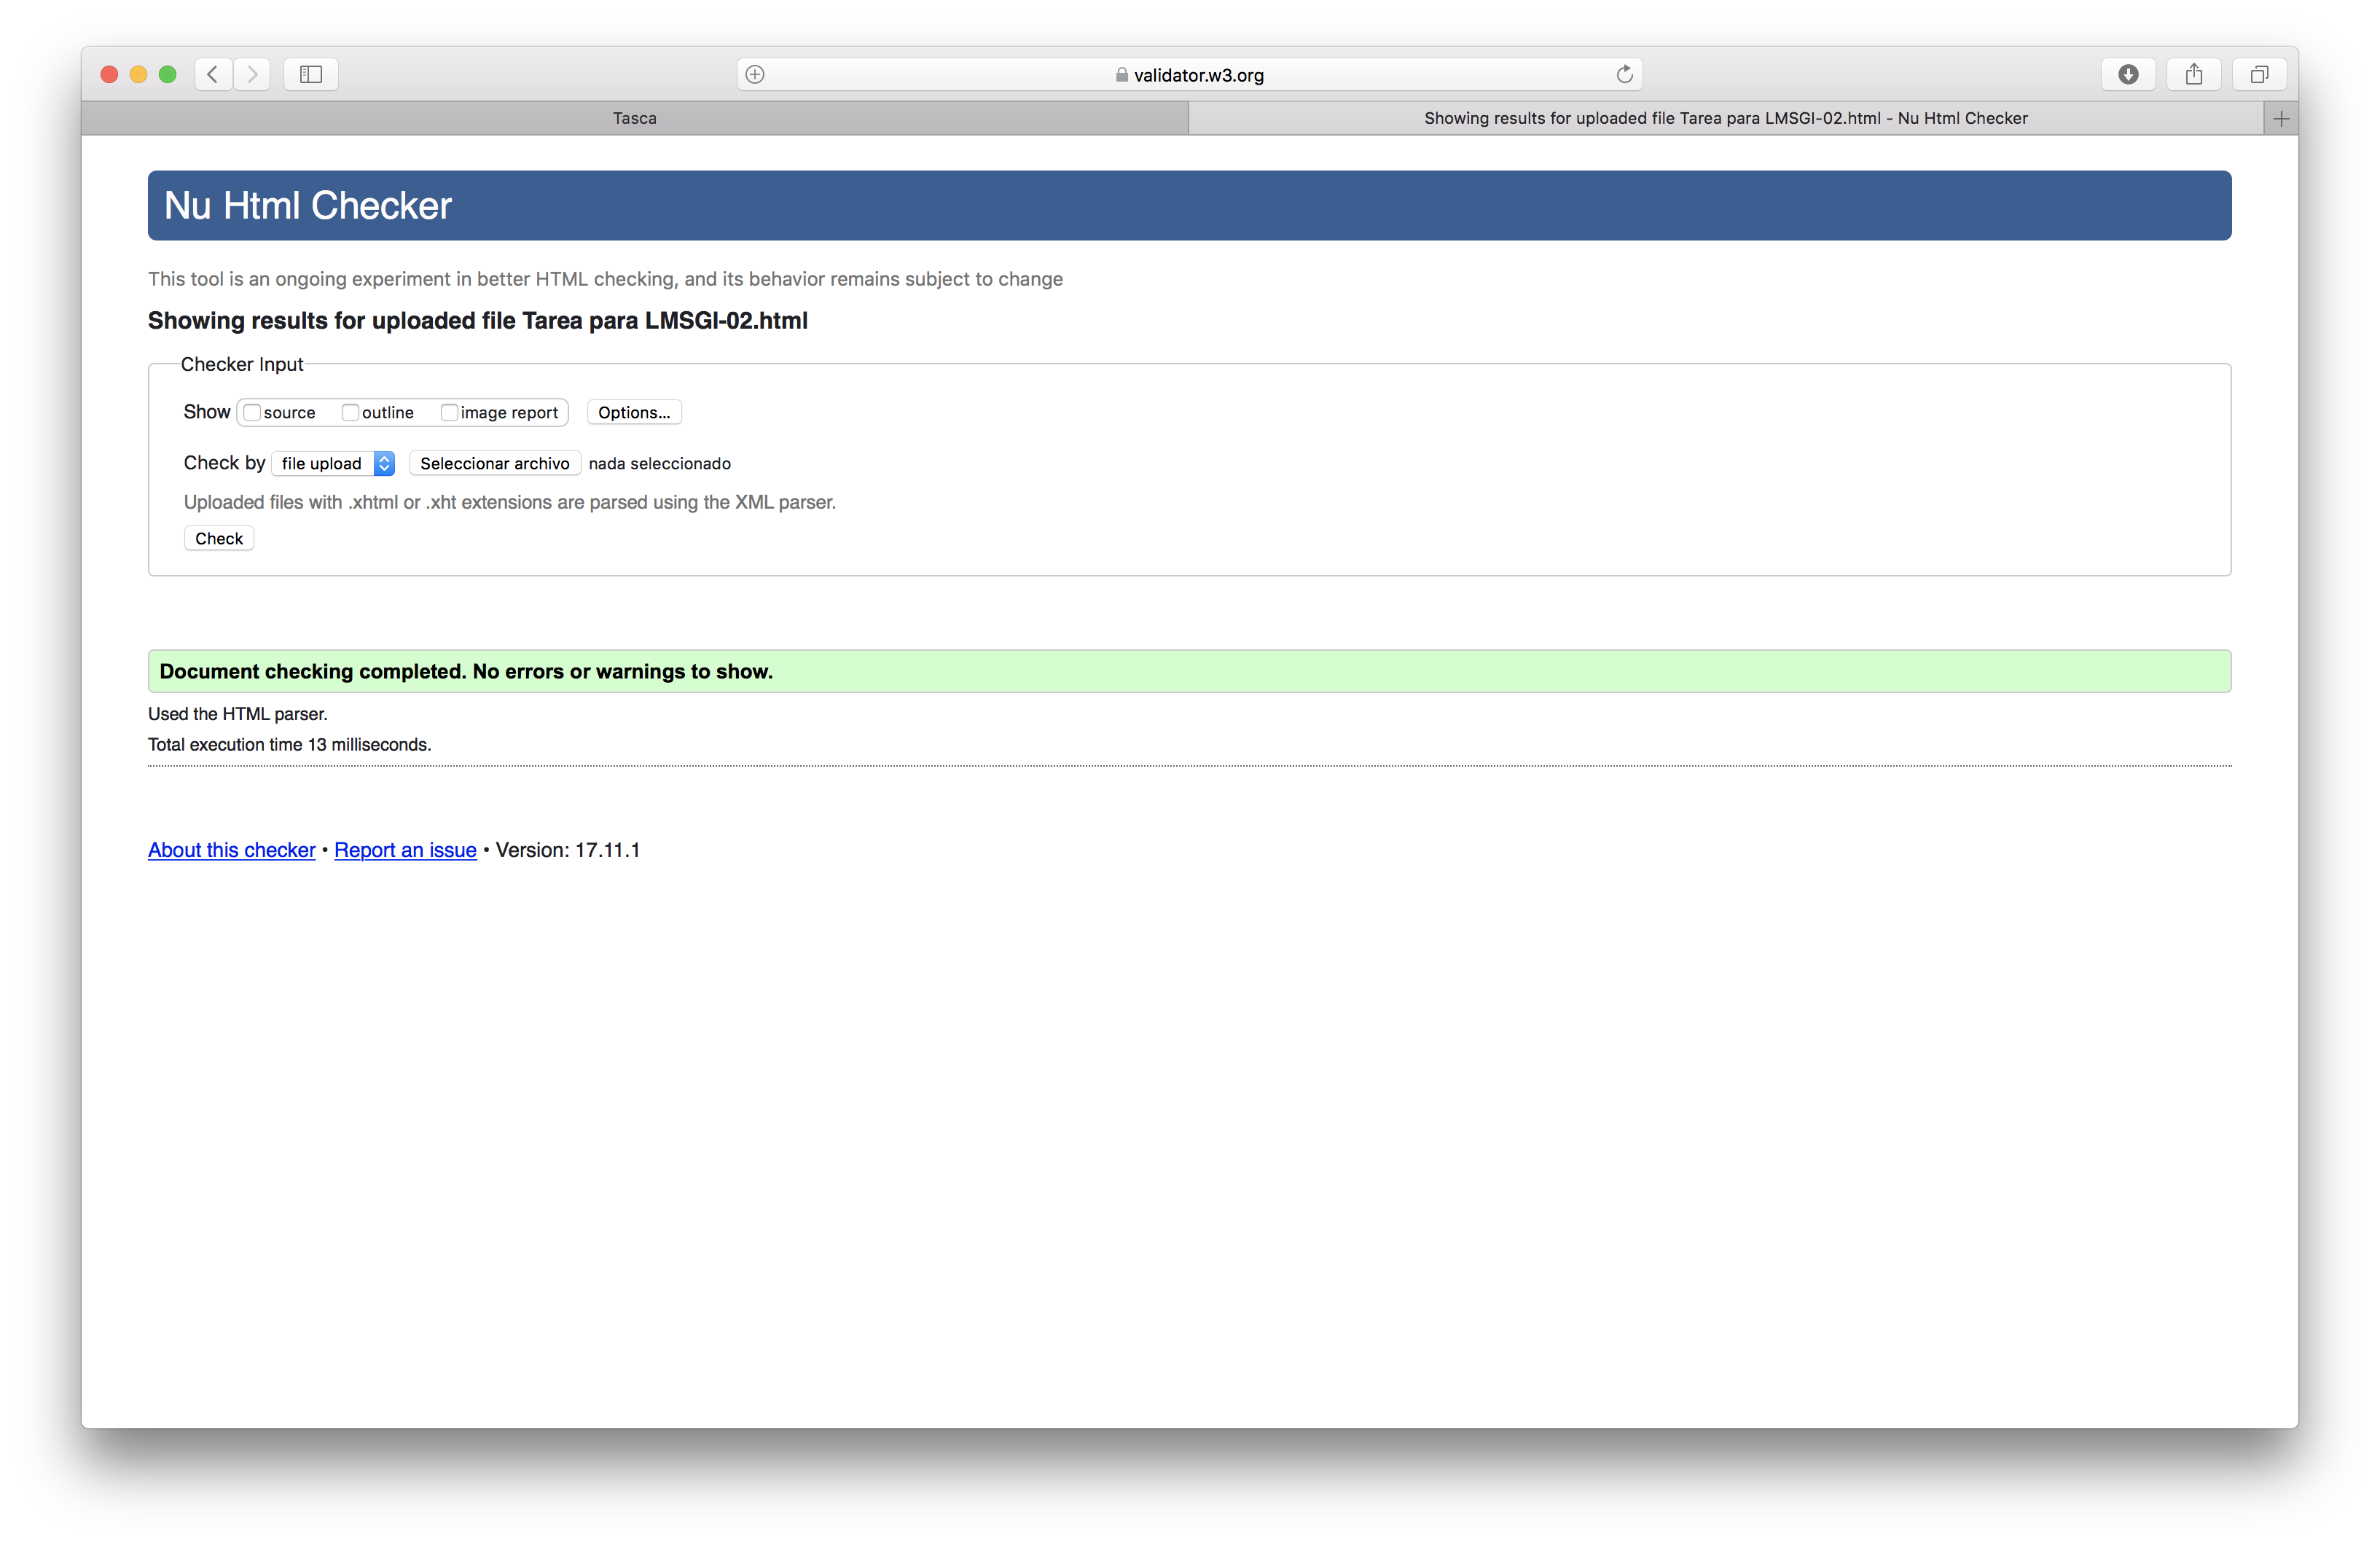 validator.w3.org
Tasca
Showing results for uploaded file Tarea para LMSGI-02.html - Nu Html Checker
Nu Html Checker
This tool is an ongoing experiment in better HTML checking, and its behavior remains subject to change
Showing results for uploaded file Tarea para LMSGI-02.html
Checker Input
Show source outline image report Options...
Check by file upload Seleccionar archivo nada seleccionado
Uploaded files with .xhtml or .xht extensions are parsed using the XML parser.
Check
Document checking completed. No errors or warnings to show.
Used the HTML parser.
Total execution time 13 milliseconds.
About this checker • Report an issue • Version: 17.11.1